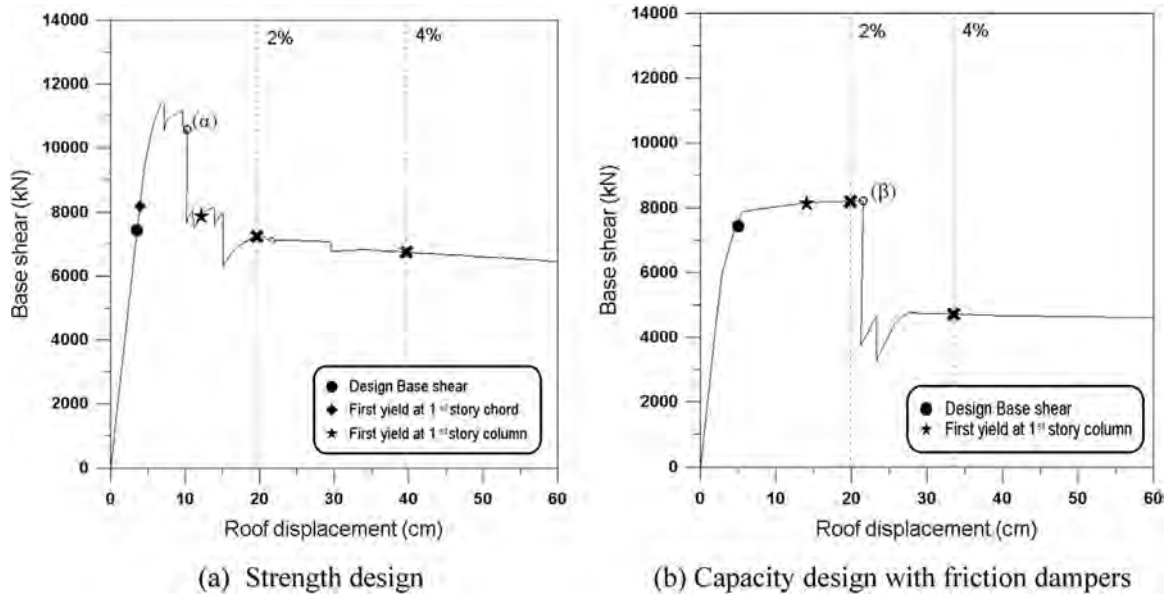 14000
12000
10000
8000
6000
4000
2000
0
Base shear (kN)
2%
4%
(α)
Design Base shear
First yield at 1st story chord
First yield at 1st story column
0 10 20 30 40 50 60
Roof displacement (cm)
(a) Strength design
14000
12000
10000
8000
6000
4000
2000
0
Base shear (kN)
2%
4%
(β)
Design Base shear
First yield at 1st story column
0 10 20 30 40 50 60
Roof displacement (cm)
(b) Capacity design with friction dampers